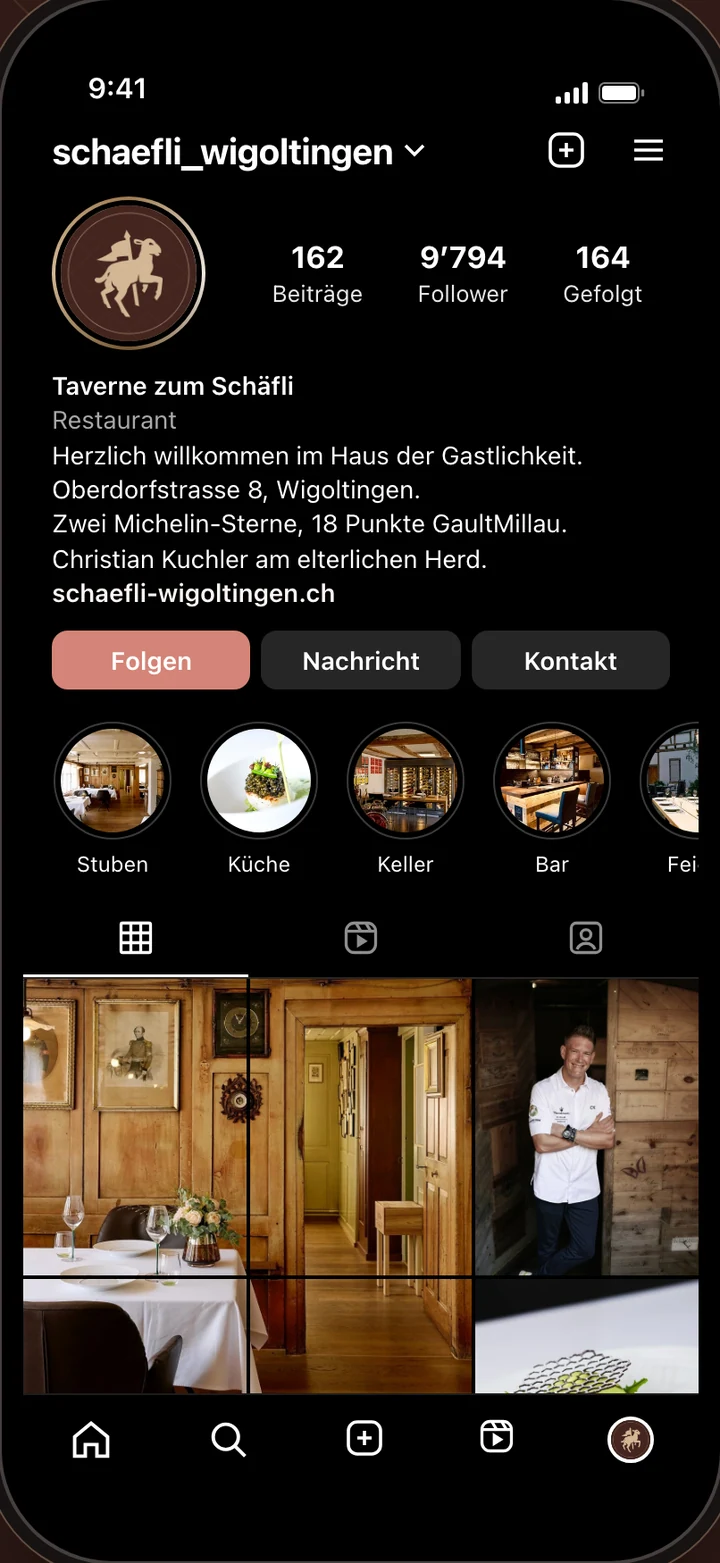 9:41
schaefli_wigoltingen
162
9’794
164
Beiträge
Follower
Gefolgt
Taverne zum Schäfli
Restaurant
Herzlich willkommen im Haus der Gastlichkeit.
Oberdorfstrasse 8, Wigoltingen.
Zwei Michelin-Sterne, 18 Punkte GaultMillau.
Christian Kuchler am elterlichen Herd.
schaefli-wigoltingen.ch
Folgen
Nachricht
Kontakt
Stuben
Küche
Keller
Bar
Fei